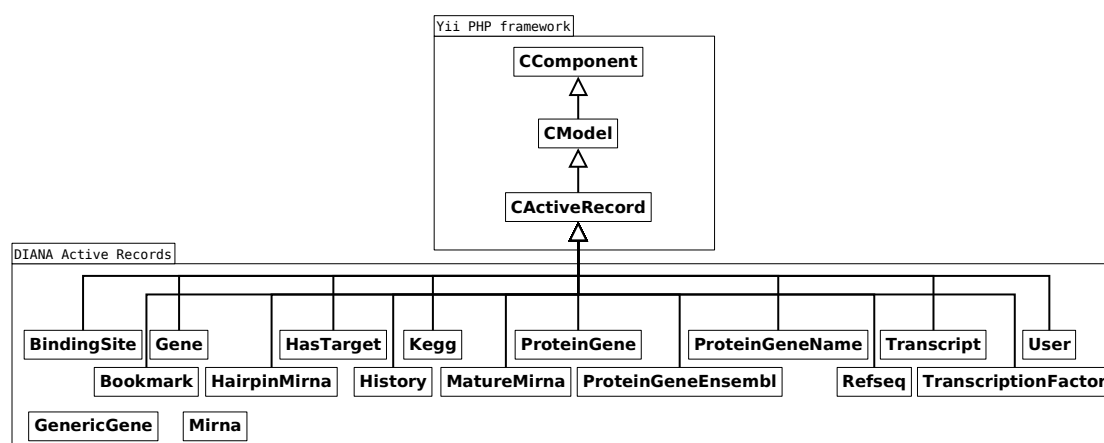 Yii PHP framework
CComponent
CModel
CActiveRecord
DIANA Active Records
BindingSite Gene HasTarget Kegg ProteinGene ProteinGeneName Transcript User
Bookmark HairpinMirna History MatureMirna ProteinGeneEnsembl Refseq TranscriptionFactor
GenericGene Mirna